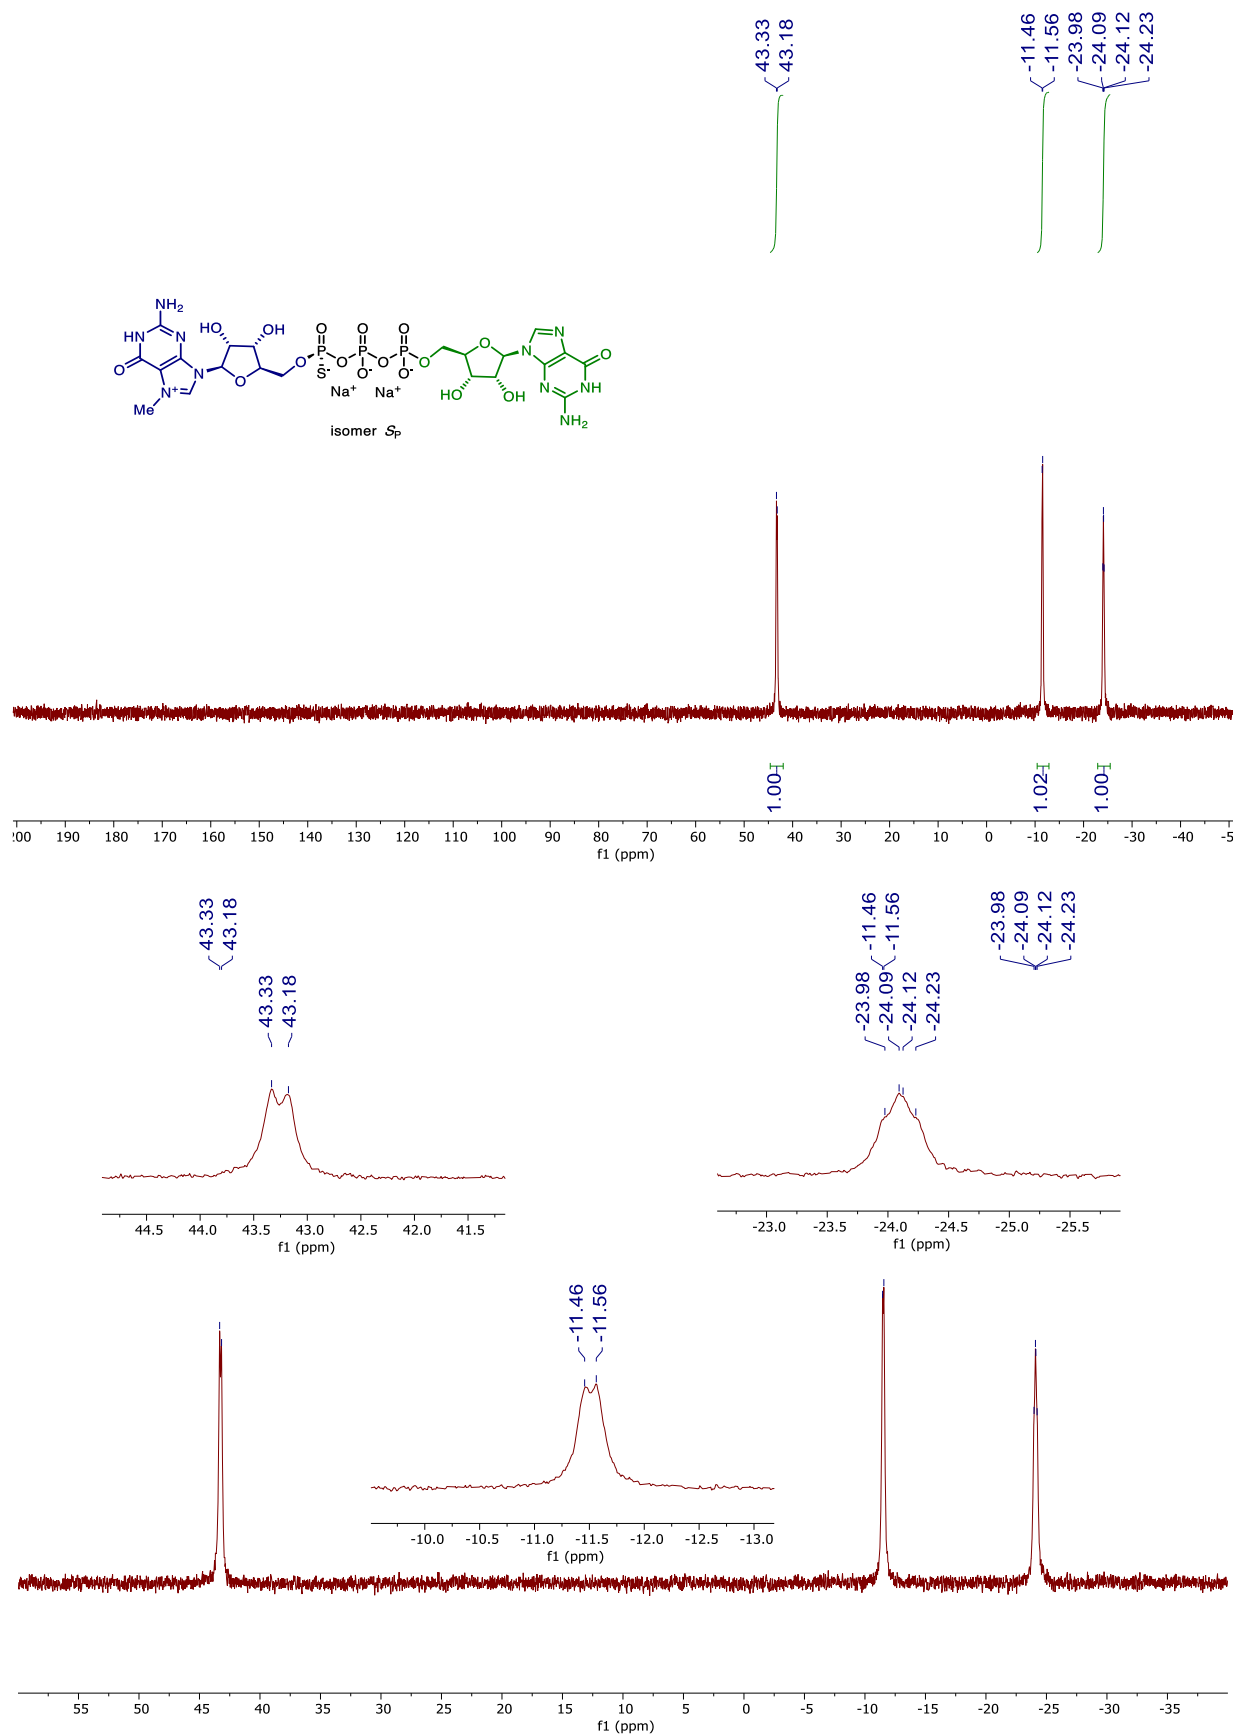 43.33
43.18
-11.46
-11.56
-23.98
-24.09
-24.12
-24.23
NH₂
HN
N
HO
OH
O
N
N⁺
Me
O
O
O
P
O
S-
O
P
O
O-
O
P
O
O-
Na⁺ Na⁺
O
HO
OH
N
N
N
O
NH
NH₂
isomer Sₚ
1.00
1.02
1.00
200 190 180 170 160 150 140 130 120 110 100 90 80 70 60 50 40 30 20 10 0 -10 -20 -30 -40 -5
f1 (ppm)
43.33
43.18
-11.46
-11.56
-23.98
-24.09
-24.12
-24.23
43.33
43.18
-23.98
-24.09
-24.12
-24.23
44.5 44.0 43.5 43.0 42.5 42.0 41.5
f1 (ppm)
-23.0 -23.5 -24.0 -24.5 -25.0 -25.5
f1 (ppm)
-11.46
-11.56
-10.0 -10.5 -11.0 -11.5 -12.0 -12.5 -13.0
f1 (ppm)
55 50 45 40 35 30 25 20 15 10 5 0 -5 -10 -15 -20 -25 -30 -35
f1 (ppm)